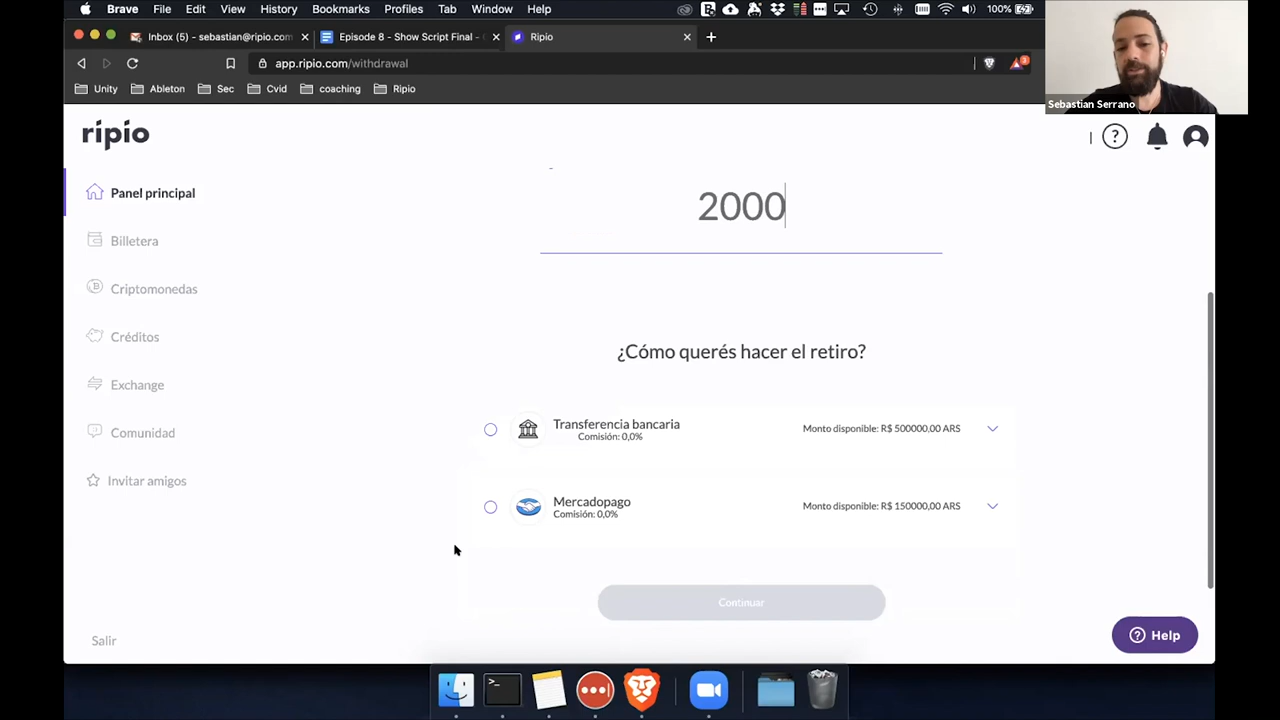 Brave File Edit View History Bookmarks Profiles Tab Window Help 100%
Inbox (5) - sebastian@ripio.com
Episode 8 - Show Script Final -
Ripio
app.ripio.com/withdrawal
3
Unity Ableton Sec Cvid coaching Ripio
Sebastian Serrano
ripio
Panel principal
Billetera
Criptomonedas
Créditos
Exchange
Comunidad
Invitar amigos
Salir
2000
¿Cómo querés hacer el retiro?
Transferencia bancaria
Comisión: 0,0%
Monto disponible: R$ 500000,00 ARS
Mercadopago
Comisión: 0,0%
Monto disponible: R$ 150000,00 ARS
Continuar
Help